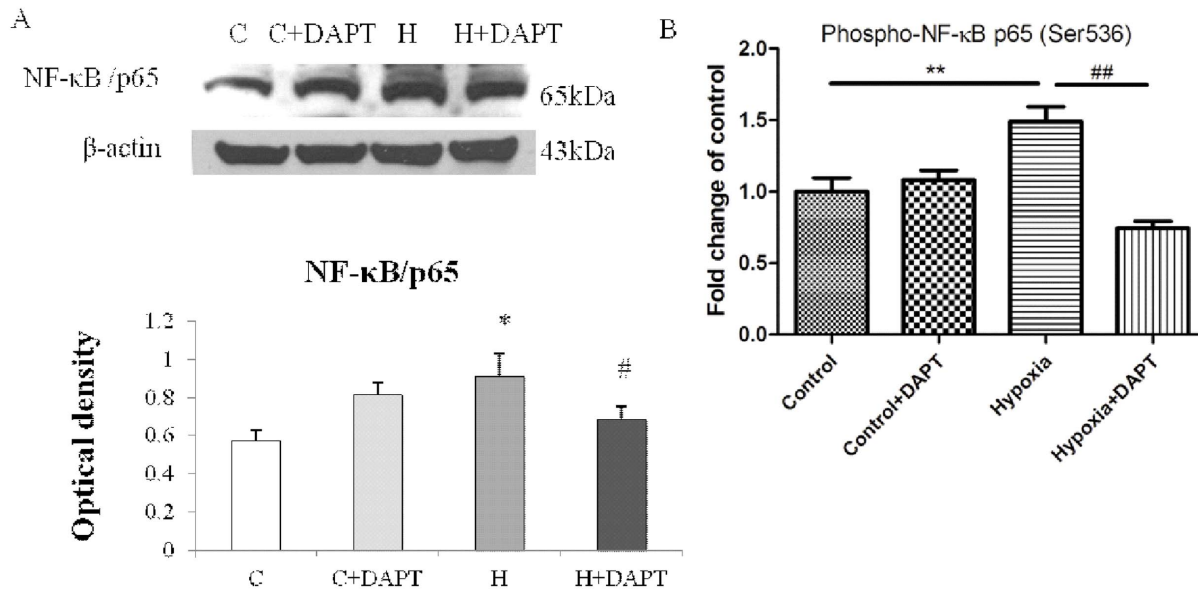 A
C C+DAPT H H+DAPT
NF-κB /p65
65kDa
β-actin
43kDa
NF-κB/p65
Optical density
1.2
1
0.8
0.6
0.4
0.2
0
*
#
C C+DAPT H H+DAPT
B
Phospho-NF-κB p65 (Ser536)
Fold change of control
2.0
1.5
1.0
0.5
0.0
**
##
Control
Control+DAPT
Hypoxia
Hypoxia+DAPT